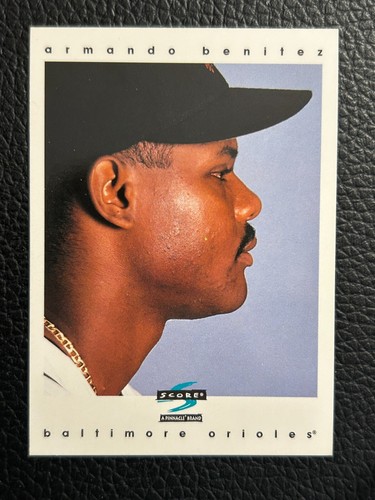 armando benitez
SCORE®
A PINNACLE® BRAND
baltimore orioles®